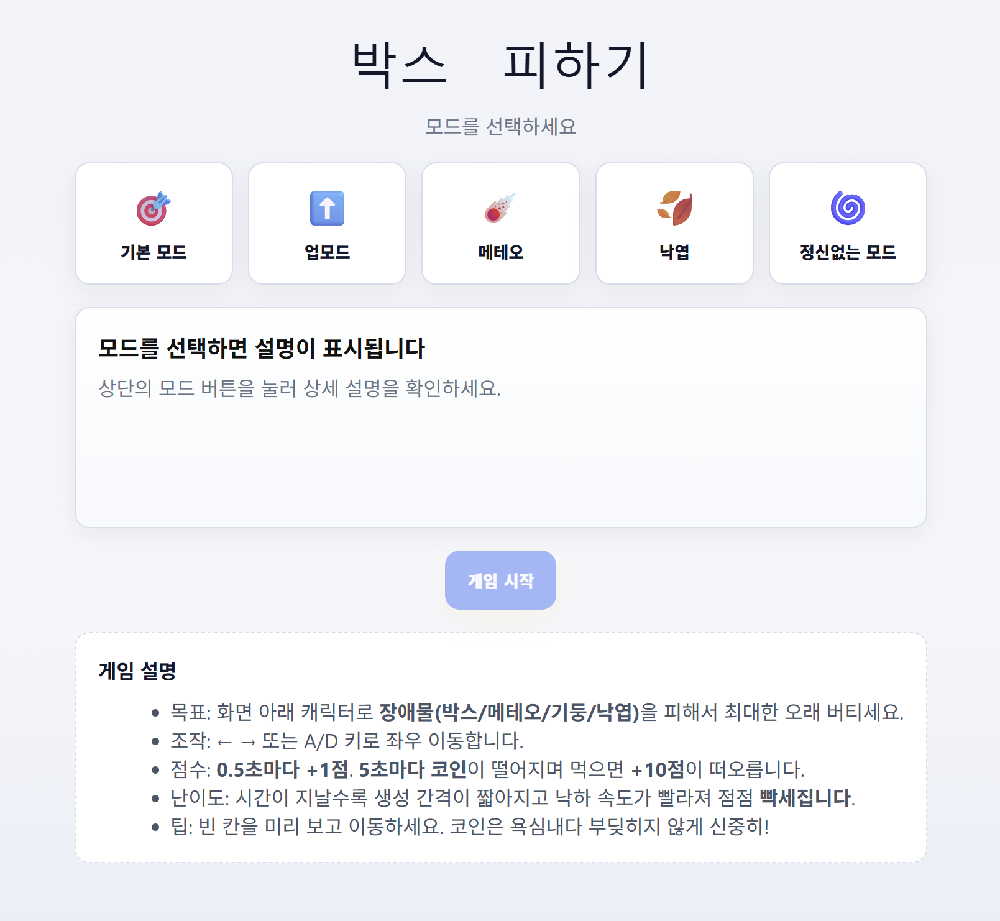 박스 피하기
모드를 선택하세요
기본 모드
업모드
메테오
낙엽
정신없는 모드
모드를 선택하면 설명이 표시됩니다
상단의 모드 버튼을 눌러 상세 설명을 확인하세요.
게임 시작
게임 설명
목표: 화면 아래 캐릭터로 장애물(박스/메테오/기둥/낙엽)을 피해서 최대한 오래 버티세요.
조작: ← → 또는 A/D 키로 좌우 이동합니다.
점수: 0.5초마다 +1점. 5초마다 코인이 떨어지며 먹으면 +10점이 떠오릅니다.
난이도: 시간이 지날수록 생성 간격이 짧아지고 낙하 속도가 빨라져 점점 빡세집니다.
팁: 빈 칸을 미리 보고 이동하세요. 코인은 욕심내다 부딪히지 않게 신중히!